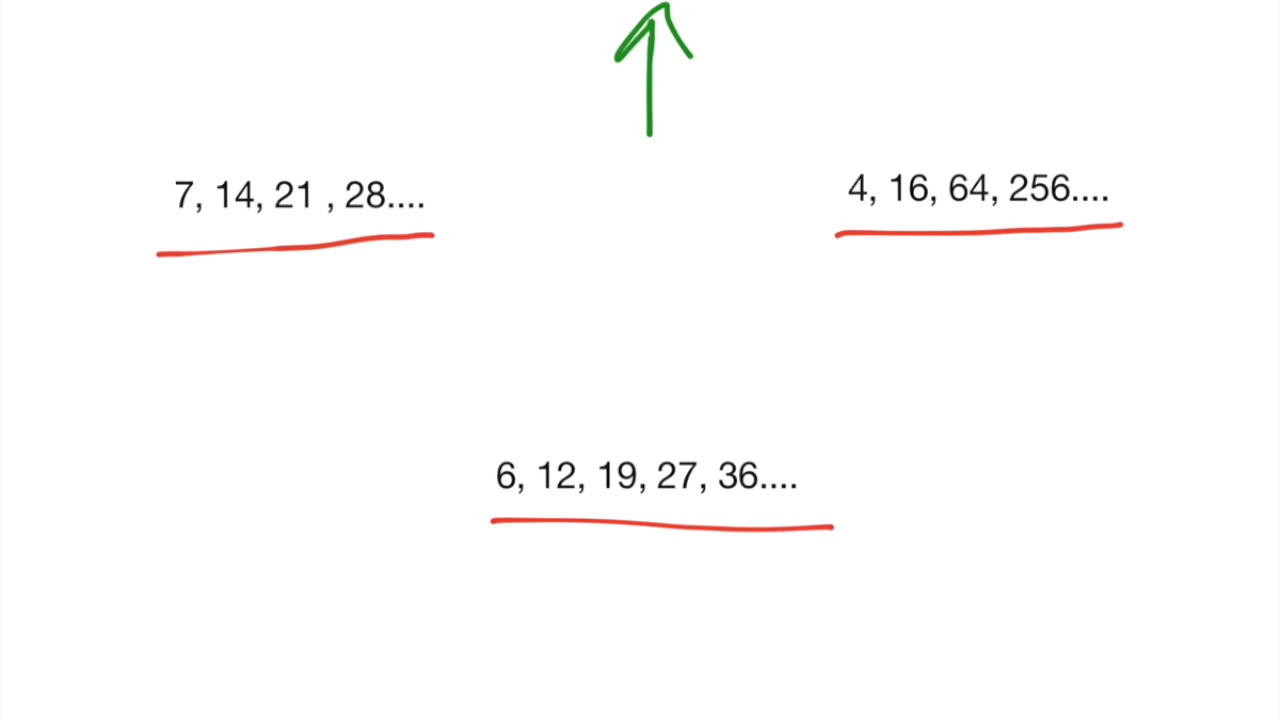 7, 14, 21 , 28....
4, 16, 64, 256....
6, 12, 19, 27, 36....